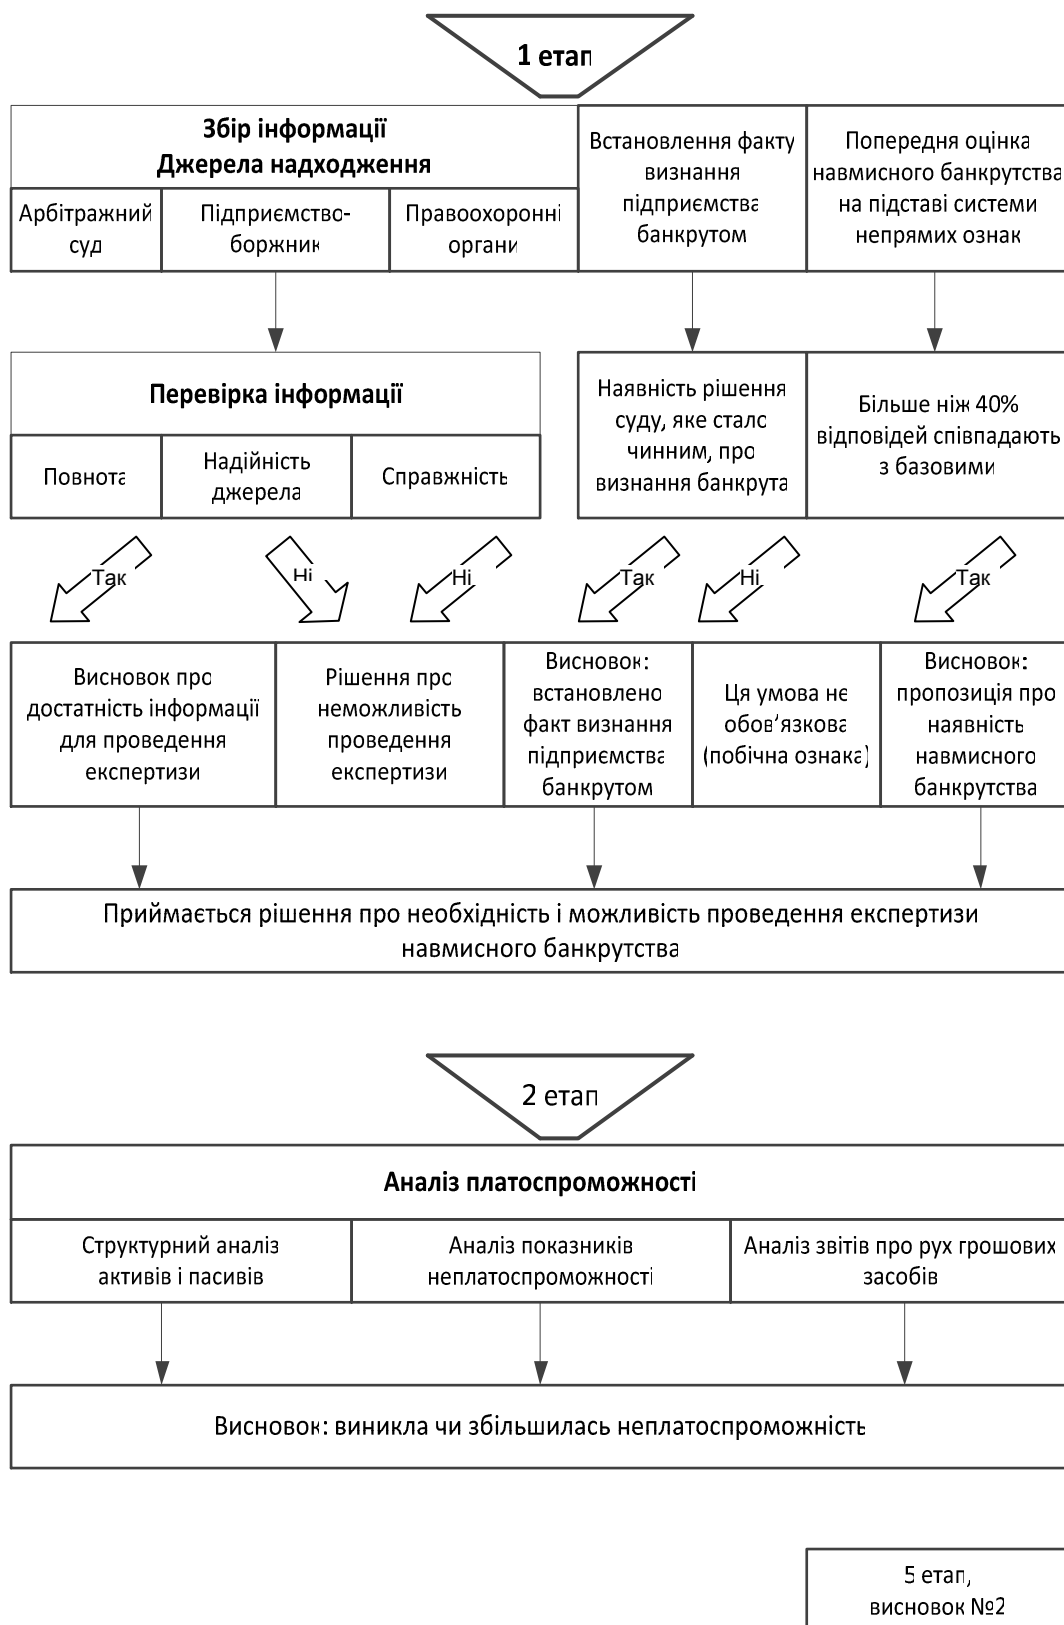 1 етап
Збір інформації
Джерела надходження
Арбітражний
суд
Підприємство-
боржник
Правоохоронні
органи
Встановлення факту
визнання
підприємства
банкрутом
Попередня оцінка
навмисного банкрутства
на підставі системи
непрямих ознак
Перевірка інформації
Повнота
Надійність
джерела
Справжність
Наявність рішення
суду, яке стало
чинним, про
визнання банкрута
Більше ніж 40%
відповідей співпадають
з базовими
Так
Ні
Ні
Так
Ні
Так
Висновок про
достатність інформації
для проведення
експертизи
Рішення про
неможливість
проведення
експертизи
Висновок:
встановлено
факт визнання
підприємства
банкрутом
Ця умова не
обов'язкова
(побічна ознака)
Висновок:
пропозиція про
наявність
навмисного
банкрутства
Приймається рішення про необхідність і можливість проведення експертизи
навмисного банкрутства
2 етап
Аналіз платоспроможності
Структурний аналіз
активів і пасивів
Аналіз показників
неплатоспроможності
Аналіз звітів про рух грошових
засобів
Висновок: виникла чи збільшилась неплатоспроможність
5 етап,
висновок №2